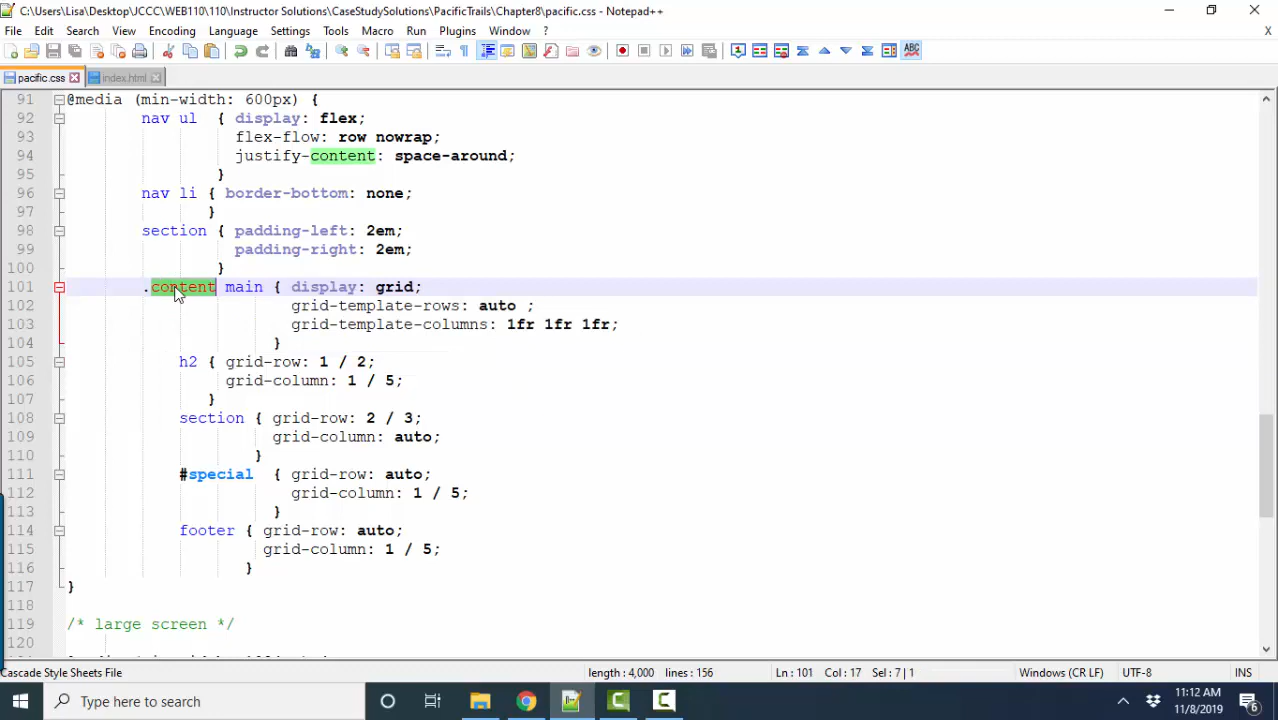 C:\Users\Lisa\Desktop\JCCC\WEB110\110\Instructor Solutions\CaseStudySolutions\PacificTrails\Chapter8\pacific.css - Notepad++
File Edit Search View Encoding Language Settings Tools Macro Run Plugins Window ? X
pacific.css index.html
91 @media (min-width: 600px) {
92 nav ul { display: flex;
93 flex-flow: row nowrap;
94 justify-content: space-around;
95 }
96 nav li { border-bottom: none;
97 }
98 section { padding-left: 2em;
99 padding-right: 2em;
100 }
101 .content main { display: grid;
102 grid-template-rows: auto ;
103 grid-template-columns: 1fr 1fr 1fr;
104 }
105 h2 { grid-row: 1 / 2;
106 grid-column: 1 / 5;
107 }
108 section { grid-row: 2 / 3;
109 grid-column: auto;
110 }
111 #special { grid-row: auto;
112 grid-column: 1 / 5;
113 }
114 footer { grid-row: auto;
115 grid-column: 1 / 5;
116 }
117 }
118
119 /* large screen */
120
Cascade Style Sheets File length : 4,000 lines : 156 Ln : 101 Col : 17 Sel : 7 | 1 Windows (CR LF) UTF-8 INS
Type here to search
11:12 AM
11/8/2019
6